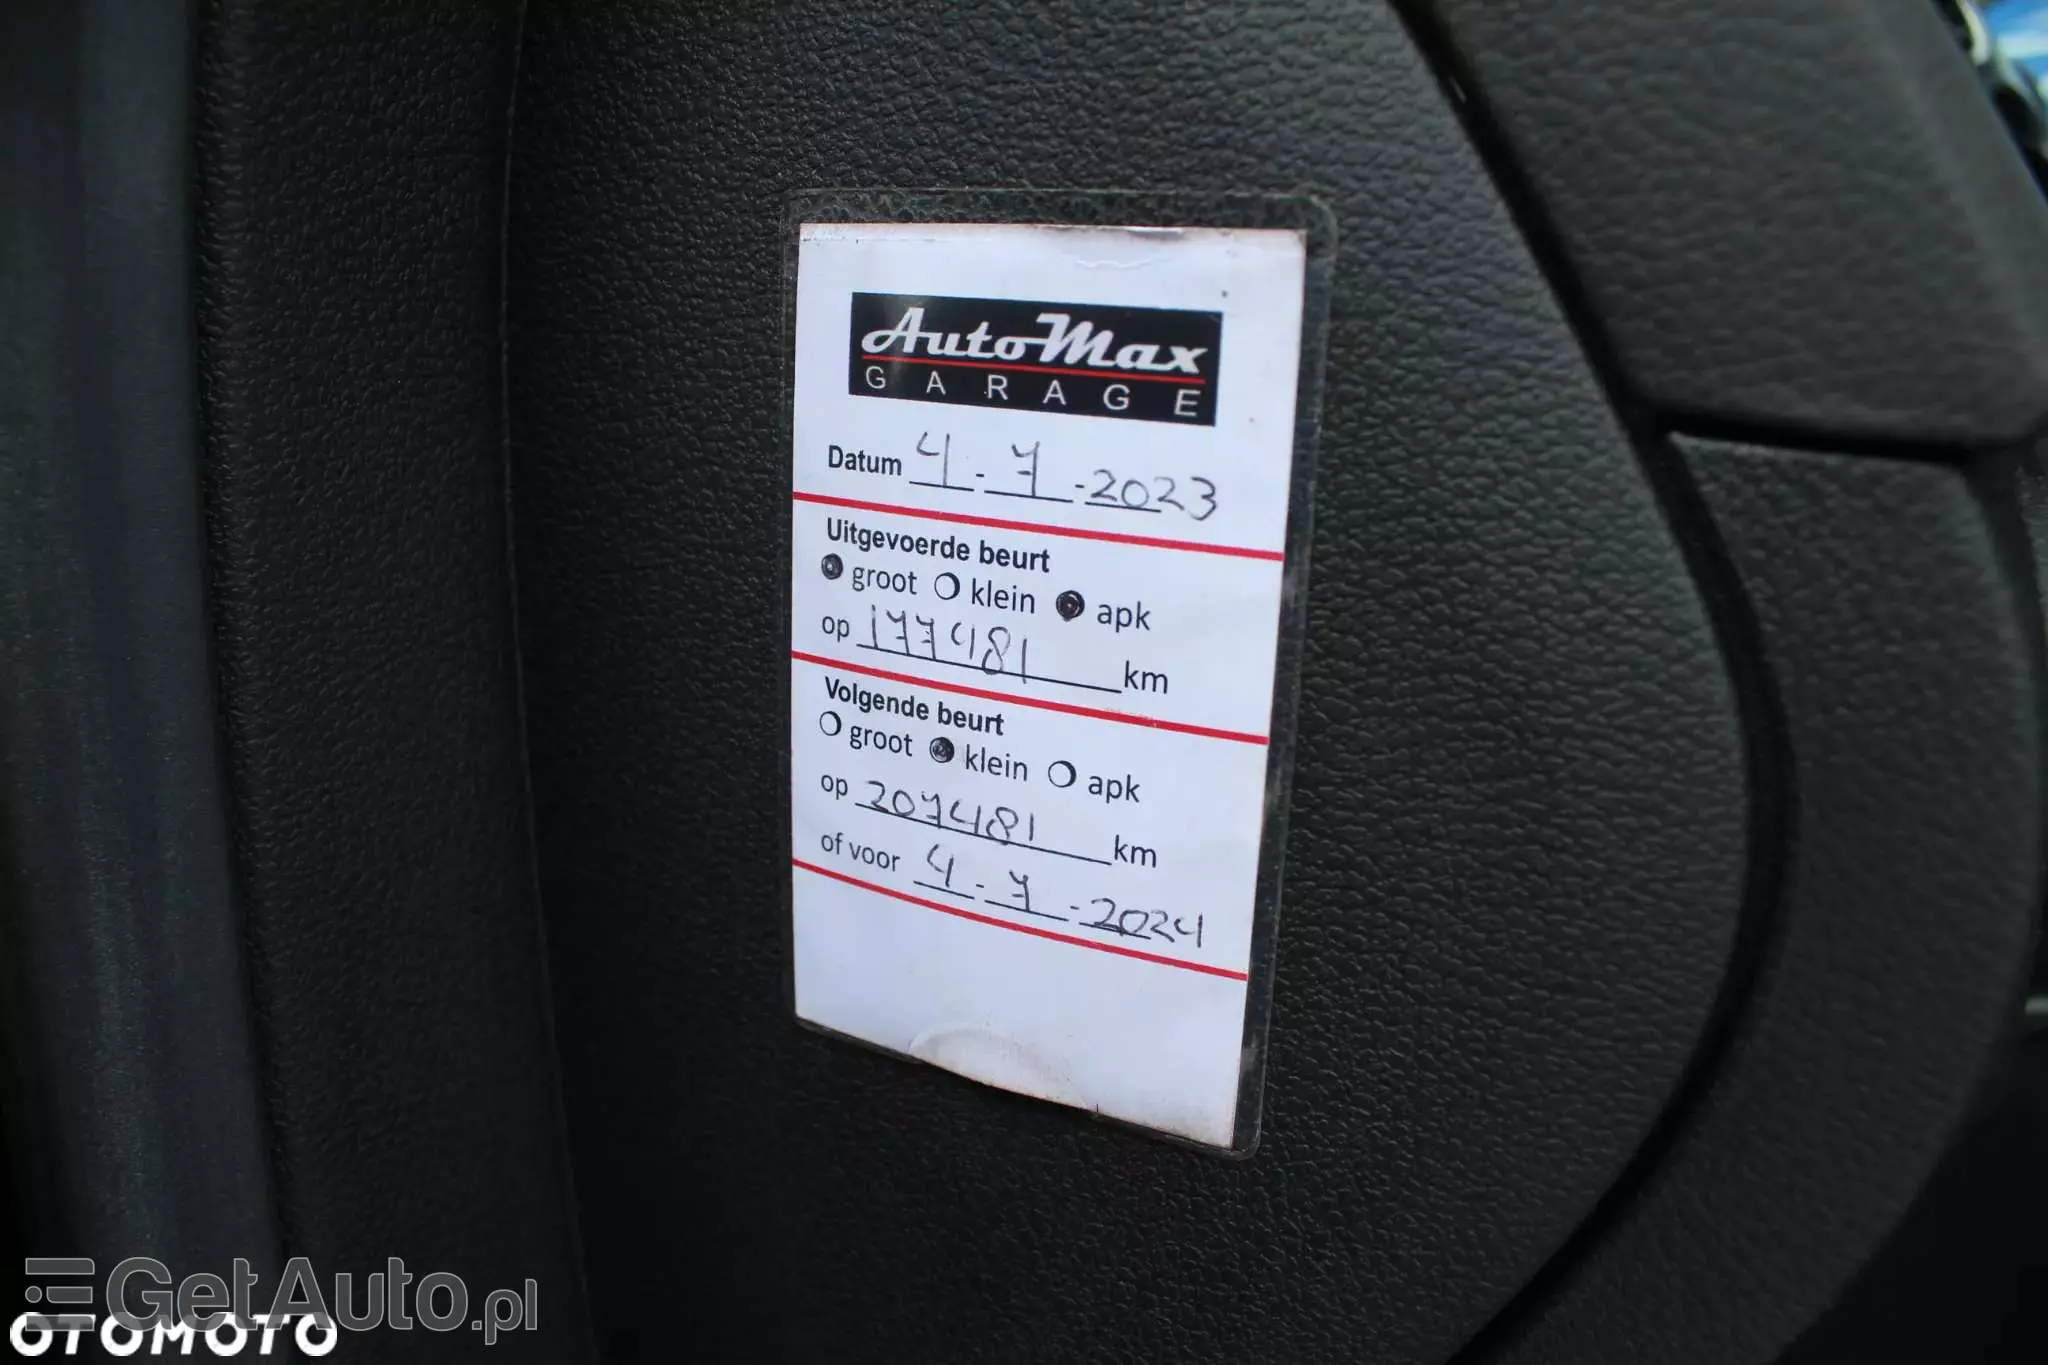 AutoMax
GARAGE
Datum 4 - 7 - 2023
Uitgevoerde beurt
groot klein apk
op 177481 km
Volgende beurt
groot klein apk
op 207481 km
of voor 4 - 7 - 2024
GetAuto.pl
OTOMOTO